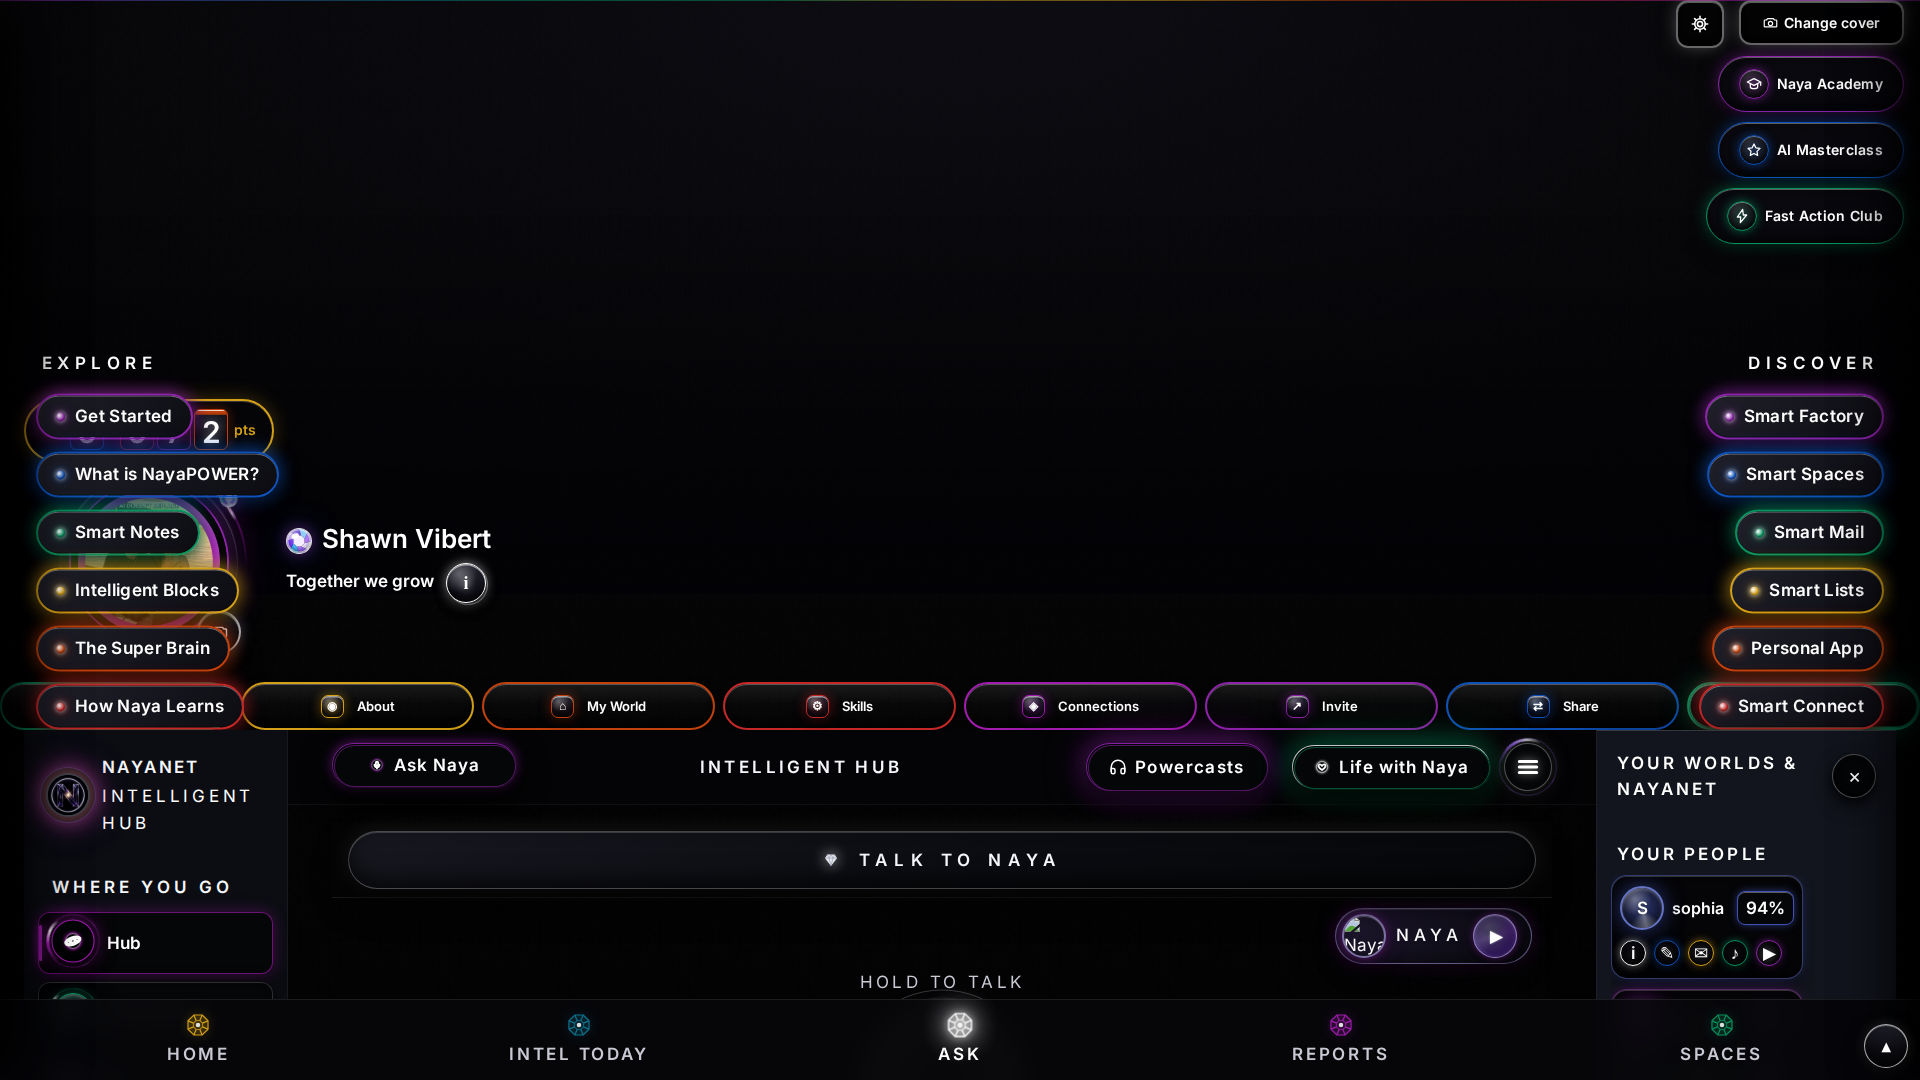 Change cover
Naya Academy
AI Masterclass
Fast Action Club
EXPLORE
DISCOVER
Get Started
2 pts
What is NayaPOWER?
Smart Notes
Intelligent Blocks
The Super Brain
How Naya Learns
Smart Factory
Smart Spaces
Smart Mail
Smart Lists
Personal App
Smart Connect
Shawn Vibert
Together we grow i
About
My World
Skills
Connections
Invite
Share
NAYANET
INTELLIGENT
HUB
WHERE YOU GO
Hub
Ask Naya
INTELLIGENT HUB
Powercasts
Life with Naya
TALK TO NAYA
Naya
NAYA
HOLD TO TALK
YOUR WORLDS &
NAYANET
YOUR PEOPLE
S sophia 94%
i
HOME
INTEL TODAY
ASK
REPORTS
SPACES